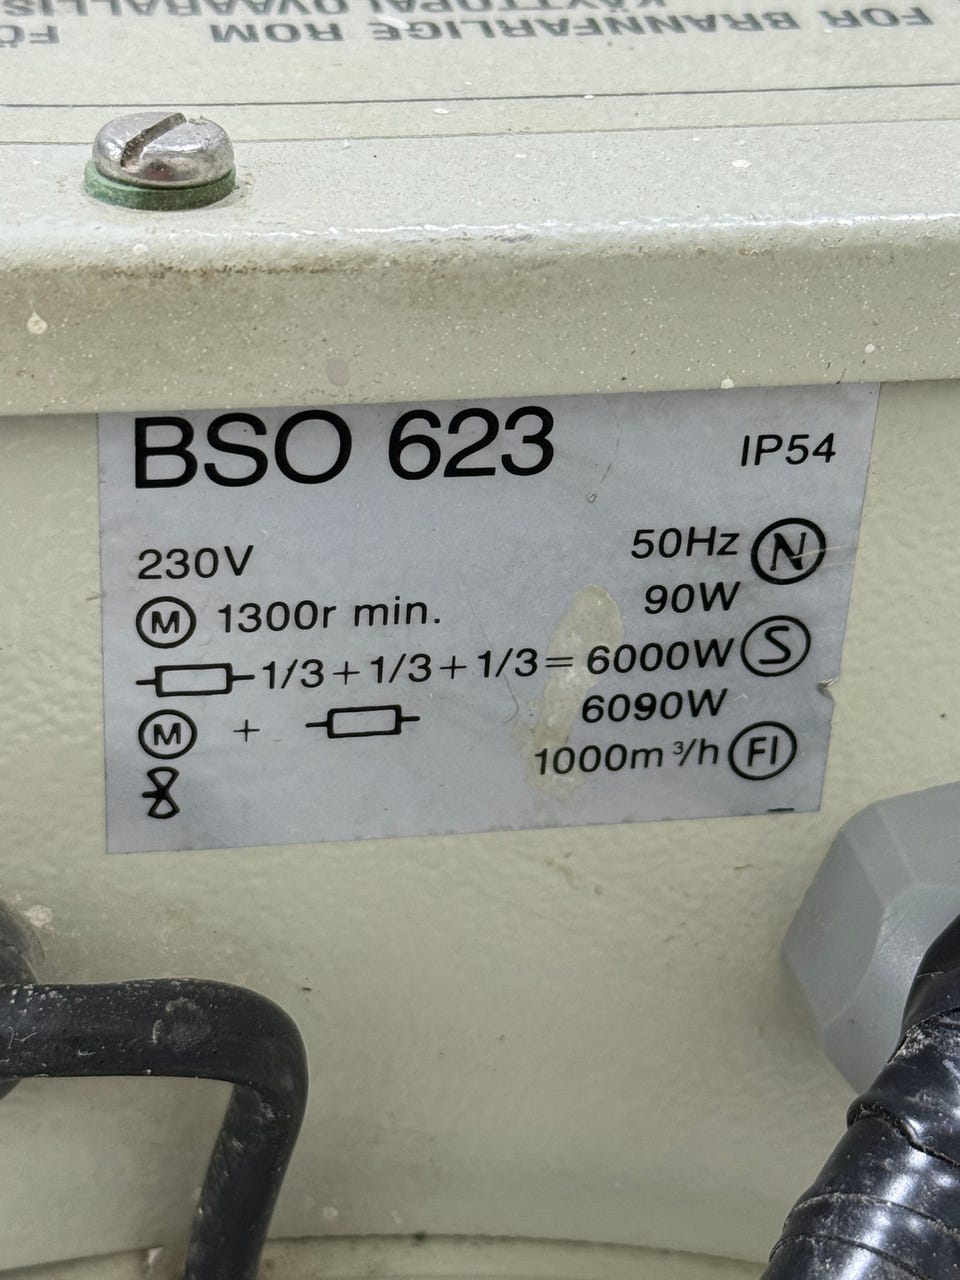 FOR BRANNFARLIGE ROM
BSO 623
IP54
230V 50Hz N
M 1300r min. 90W
1/3+1/3+1/3= 6000W S
M + 6090W
1000m³/h FI